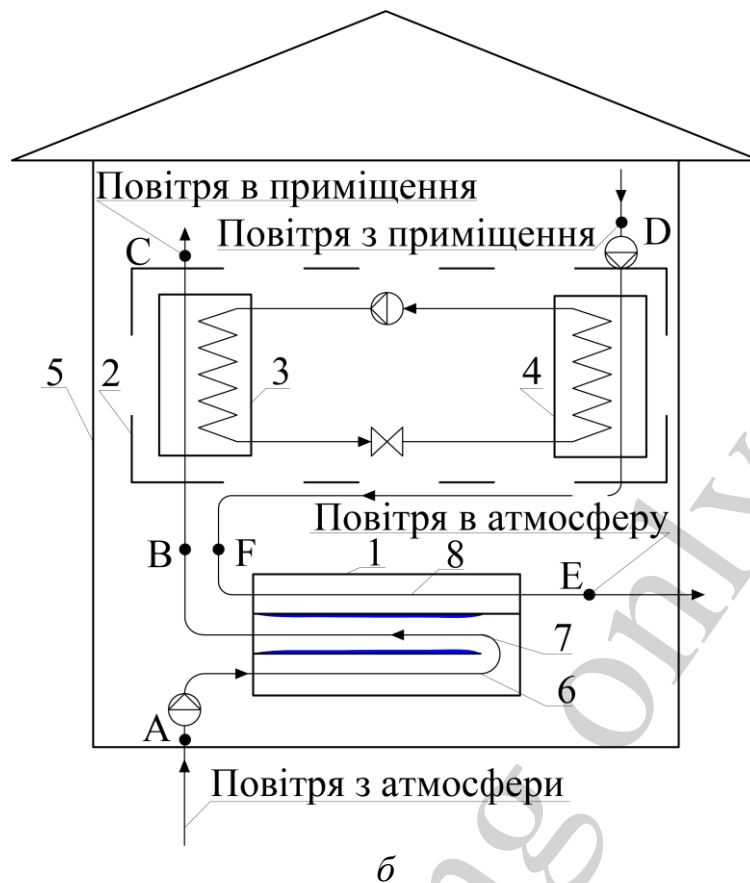 Повітря в приміщення
C
Повітря з приміщення
D
5
2
3
4
Повітря в атмосферу
B
F
1
8
E
7
6
A
Повітря з атмосфери
б